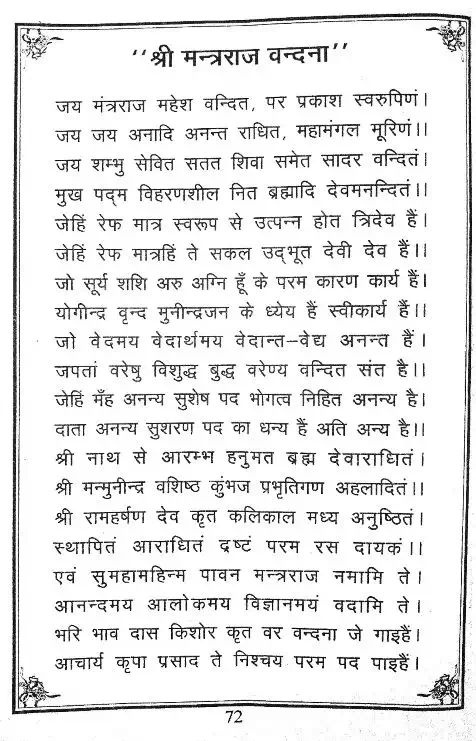 ''श्री मन्त्रराज वन्दना''
जय मंत्रराज महेश वन्दित, पर प्रकाश स्वरुपिणं।
जय जय अनादि अनन्त राधित, महामंगल मूरिणं।।
जय शम्भु सेवित सतत शिवा समेत सादर वन्दितं।
मुख पद्म विहरणशील नित ब्रह्मादि देवमनन्दितं।।
जेहिं रेफ मात्र स्वरूप से उत्पन्न होत त्रिदेव हैं।
जेहिं रेफ मात्रहिं ते सकल उद्भूत देवी देव हैं।।
जो सूर्य शशि अरु अग्नि हूँ के परम कारण कार्य हैं।
योगीन्द्र वृन्द मुनीन्द्रजन के ध्येय हैं स्वीकार्य हैं।।
जो वेदमय वेदार्थमय वेदान्त–वेद्य अनन्त हैं।
जपतां वरेषु विशुद्ध बुद्ध वरेण्य वन्दित संत है।।
जेहिं मँह अनन्य सुशेष पद भोगत्व निहित अनन्य है।
दाता अनन्य सुशरण पद का धन्य हैं अति अन्य है।।
श्री नाथ से आरम्भ हनुमत ब्रह्म देवाराधितं।
श्री मन्मुनीन्द्र वशिष्ठ कुंभज प्रभृतिगण अहलादितं।।
श्री रामहर्षण देव कृत कलिकाल मध्य अनुष्ठितं।
स्थापितं आराधितं द्रष्टं परम रस दायकं।।
एवं सुमहामहिन्म पावन मन्त्रराज नमामि ते।
आनन्दमय आलोकमय विज्ञानमयं वदामि ते।
भरि भाव दास किशोर कृत वर वन्दना जे गाइहैं।
आचार्य कृपा प्रसाद ते निश्चय परम पद पाइहैं।
72